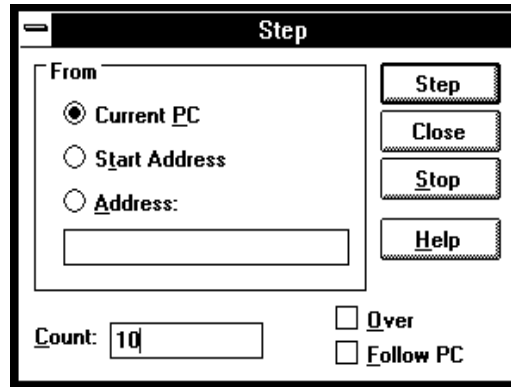 Step
From
Current PC
Start Address
Address:
Step
Close
Stop
Help
Count: 10
Over
Follow PC